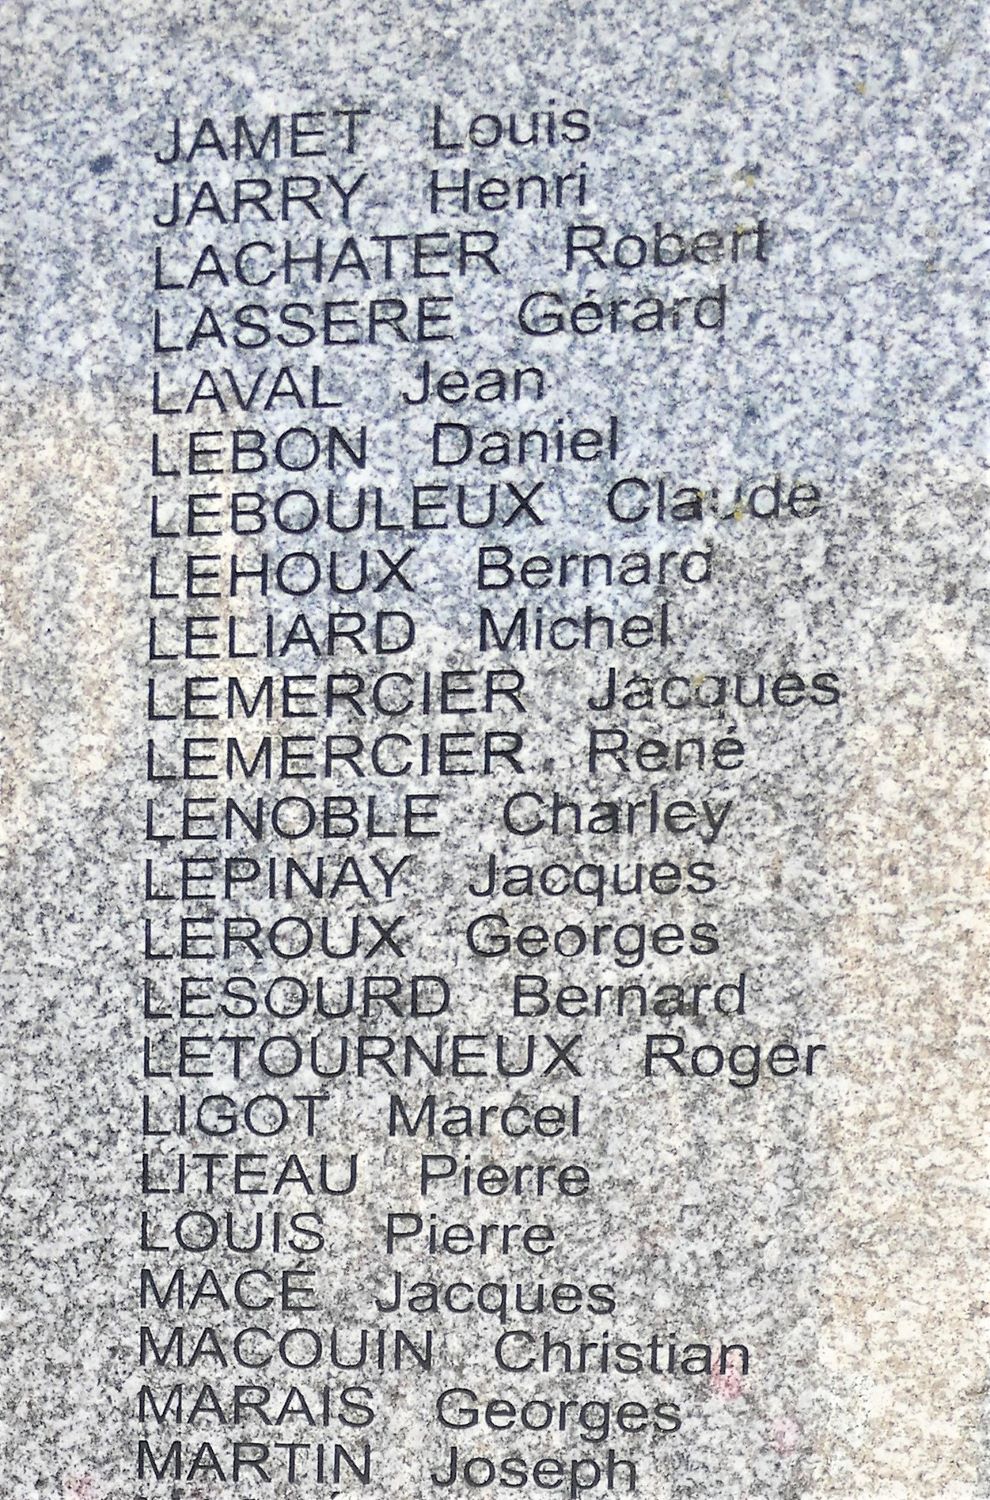 JAMET Louis
JARRY Henri
LACHATER Robert
LASSERE Gérard
LAVAL Jean
LEBON Daniel
LEBOULEUX Claude
LEHOUX Bernard
LELIARD Michel
LEMERCIER Jacques
LEMERCIER René
LENOBLE Charley
LEPINAY Jacques
LEROUX Georges
LESOURD Bernard
LETOURNEUX Roger
LIGOT Marcel
LITEAU Pierre
LOUIS Pierre
MACÉ Jacques
MACOUIN Christian
MARAIS Georges
MARTIN Joseph